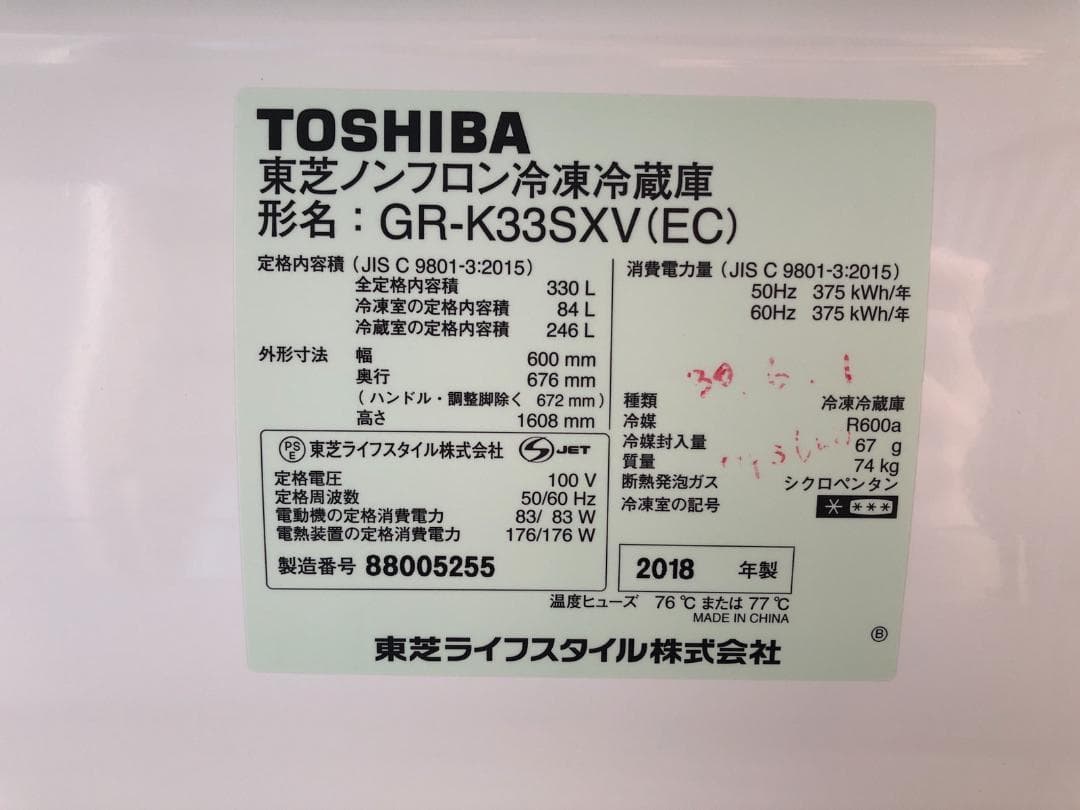 TOSHIBA
東芝ノンフロン冷凍冷蔵庫
形名：GR-K33SXV(EC)
定格内容積（JIS C 9801-3:2015）
全定格内容積 330 L
冷凍室の定格内容積 84 L
冷蔵室の定格内容積 246 L
外形寸法 幅 600 mm
奥行 676 mm
（ハンドル・調整脚除く 672 mm）
高さ 1608 mm
PS
E
東芝ライフスタイル株式会社 S JET
定格電圧 100 V
定格周波数 50/60 Hz
電動機の定格消費電力 83/ 83 W
電熱装置の定格消費電力 176/176 W
製造番号 88005255
消費電力量（JIS C 9801-3:2015）
50Hz 375 kWh/年
60Hz 375 kWh/年
30.6.1
種類 冷凍冷蔵庫
冷媒 R600a
冷媒封入量 67 g
質量 74 kg
断熱発泡ガス シクロペンタン
冷凍室の記号 * ***
2018 年製
温度ヒューズ 76 ℃ または 77 ℃
MADE IN CHINA
B
東芝ライフスタイル株式会社